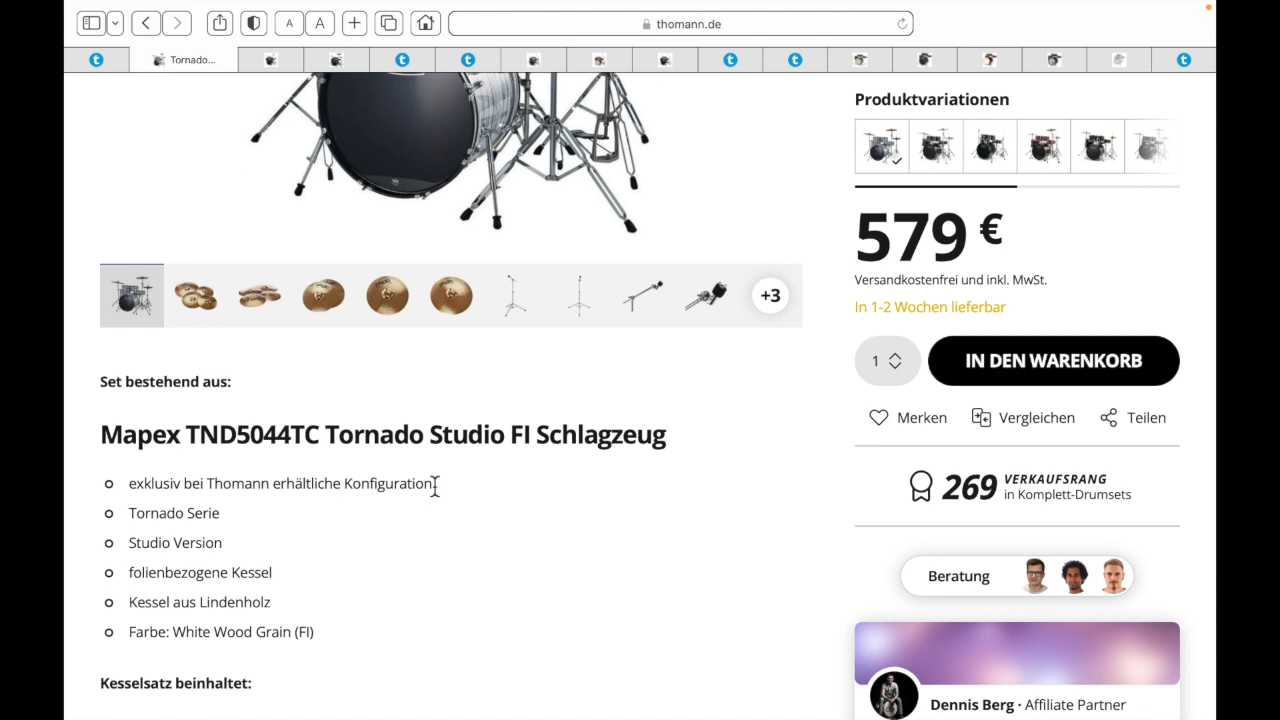 A A
thomann.de
t Tornado... t t t t t
Produktvariationen
579 €
Versandkostenfrei und inkl. MwSt.
In 1-2 Wochen lieferbar
+3
1 IN DEN WARENKORB
Merken Vergleichen Teilen
Set bestehend aus:
Mapex TND5044TC Tornado Studio FI Schlagzeug
exklusiv bei Thomann erhältliche Konfiguration
Tornado Serie
Studio Version
folienbezogene Kessel
Kessel aus Lindenholz
Farbe: White Wood Grain (FI)
Kesselsatz beinhaltet:
269 VERKAUFSRANG
in Komplett-Drumsets
Beratung
Dennis Berg · Affiliate Partner